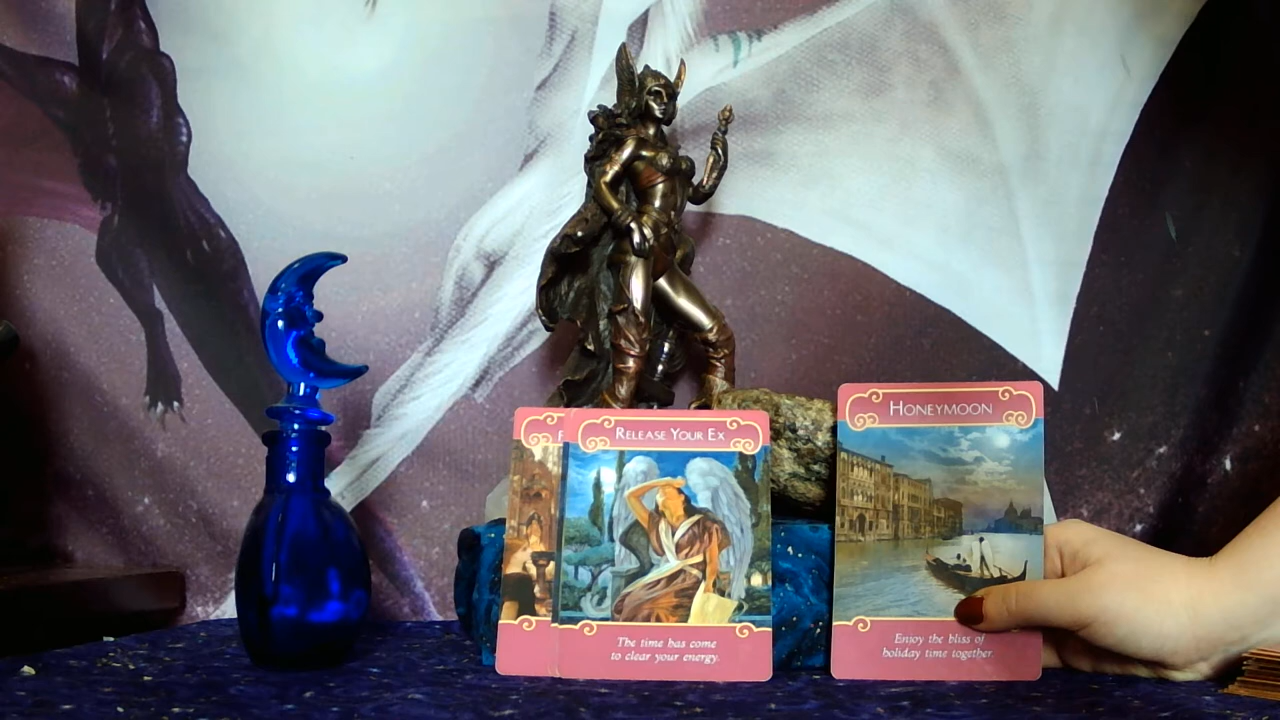 Release Your Ex
The time has come
to clear your energy.
Honeymoon
Enjoy the bliss of
holiday time together.